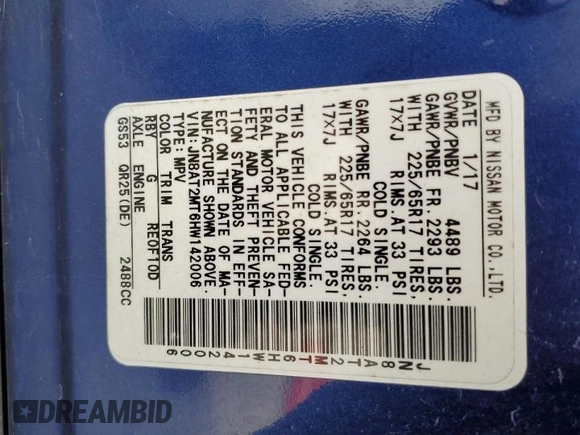 MFD BY NISSAN MOTOR CO.,LTD.
DATE 1/17
GVWR/PNBV 4489 LBS.
GAWR/PNBE FR. 2293 LBS.
WITH 225/65R17 TIRES,
17X7J RIMS.AT 33 PSI
COLD SINGLE.
GAWR/PNBE RR.2264 LBS.
WITH 225/65R17 TIRES,
17X7J RIMS.AT 33 PSI
COLD SINGLE.
THIS VEHICLE CONFORMS
TO ALL APPLICABLE FED-
ERAL MOTOR VEHICLE SA-
FETY AND THEFT PREVEN-
TION STANDARDS IN EFF-
ECT ON THE DATE OF MA-
NUFACTURE SHOWN ABOVE.
VIN:JN8AT2MT6HW142006
TYPE:MPV
COLOR TRIM TRANS
RBY G RE0F10D
AXLE ENGINE
GS53 QR25(DE) 2488CC
JN8AT2MT6HW142006
DREAMBID